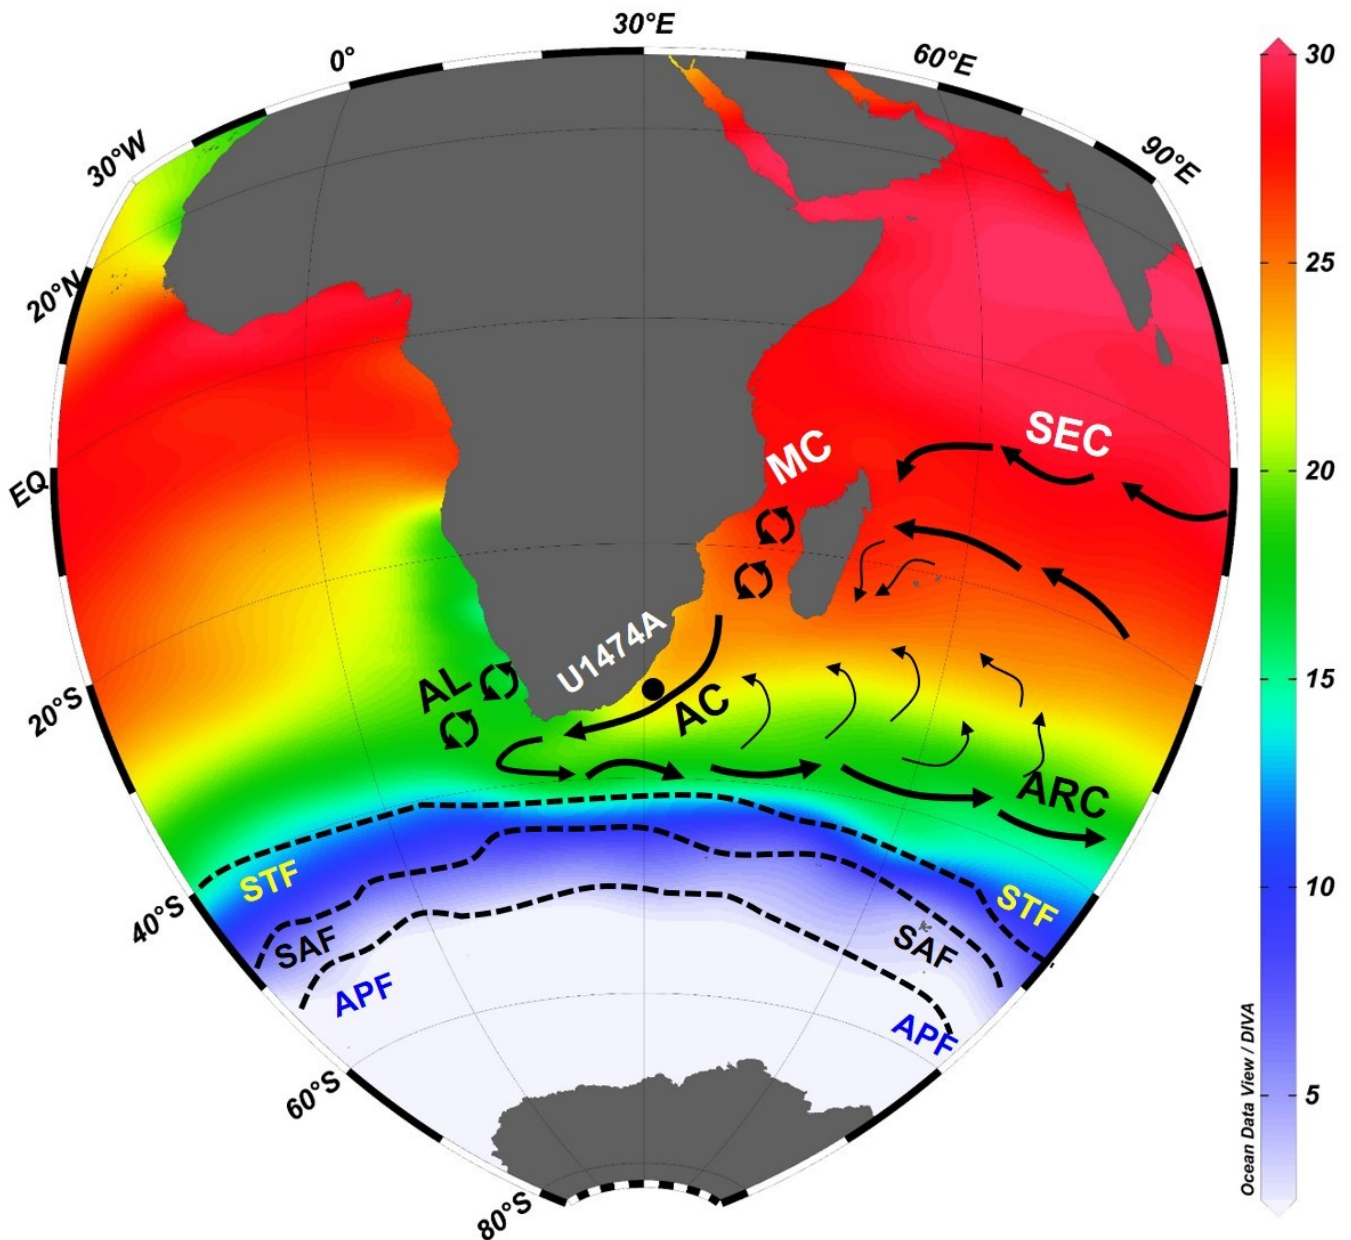 30°E
0°
60°E
30°W
90°E
20°N
EQ
20°S
40°S
60°S
80°S
SEC
MC
U1474A
AL
AC
ARC
STF
STF
SAF
SAF
APF
APF
30
25
20
15
10
5
Ocean Data View / DIVA